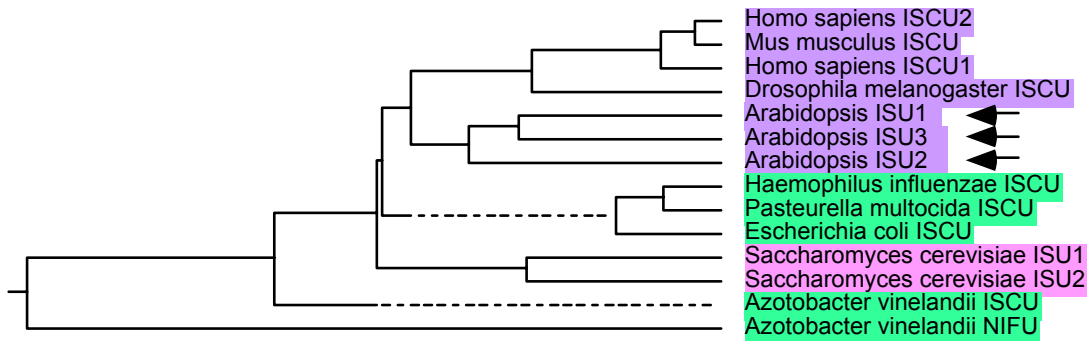 Homo sapiens ISCU2
Mus musculus ISCU
Homo sapiens ISCU1
Drosophila melanogaster ISCU
Arabidopsis ISU1
Arabidopsis ISU3
Arabidopsis ISU2
Haemophilus influenzae ISCU
Pasteurella multocida ISCU
Escherichia coli ISCU
Saccharomyces cerevisiae ISU1
Saccharomyces cerevisiae ISU2
Azotobacter vinelandii ISCU
Azotobacter vinelandii NIFU